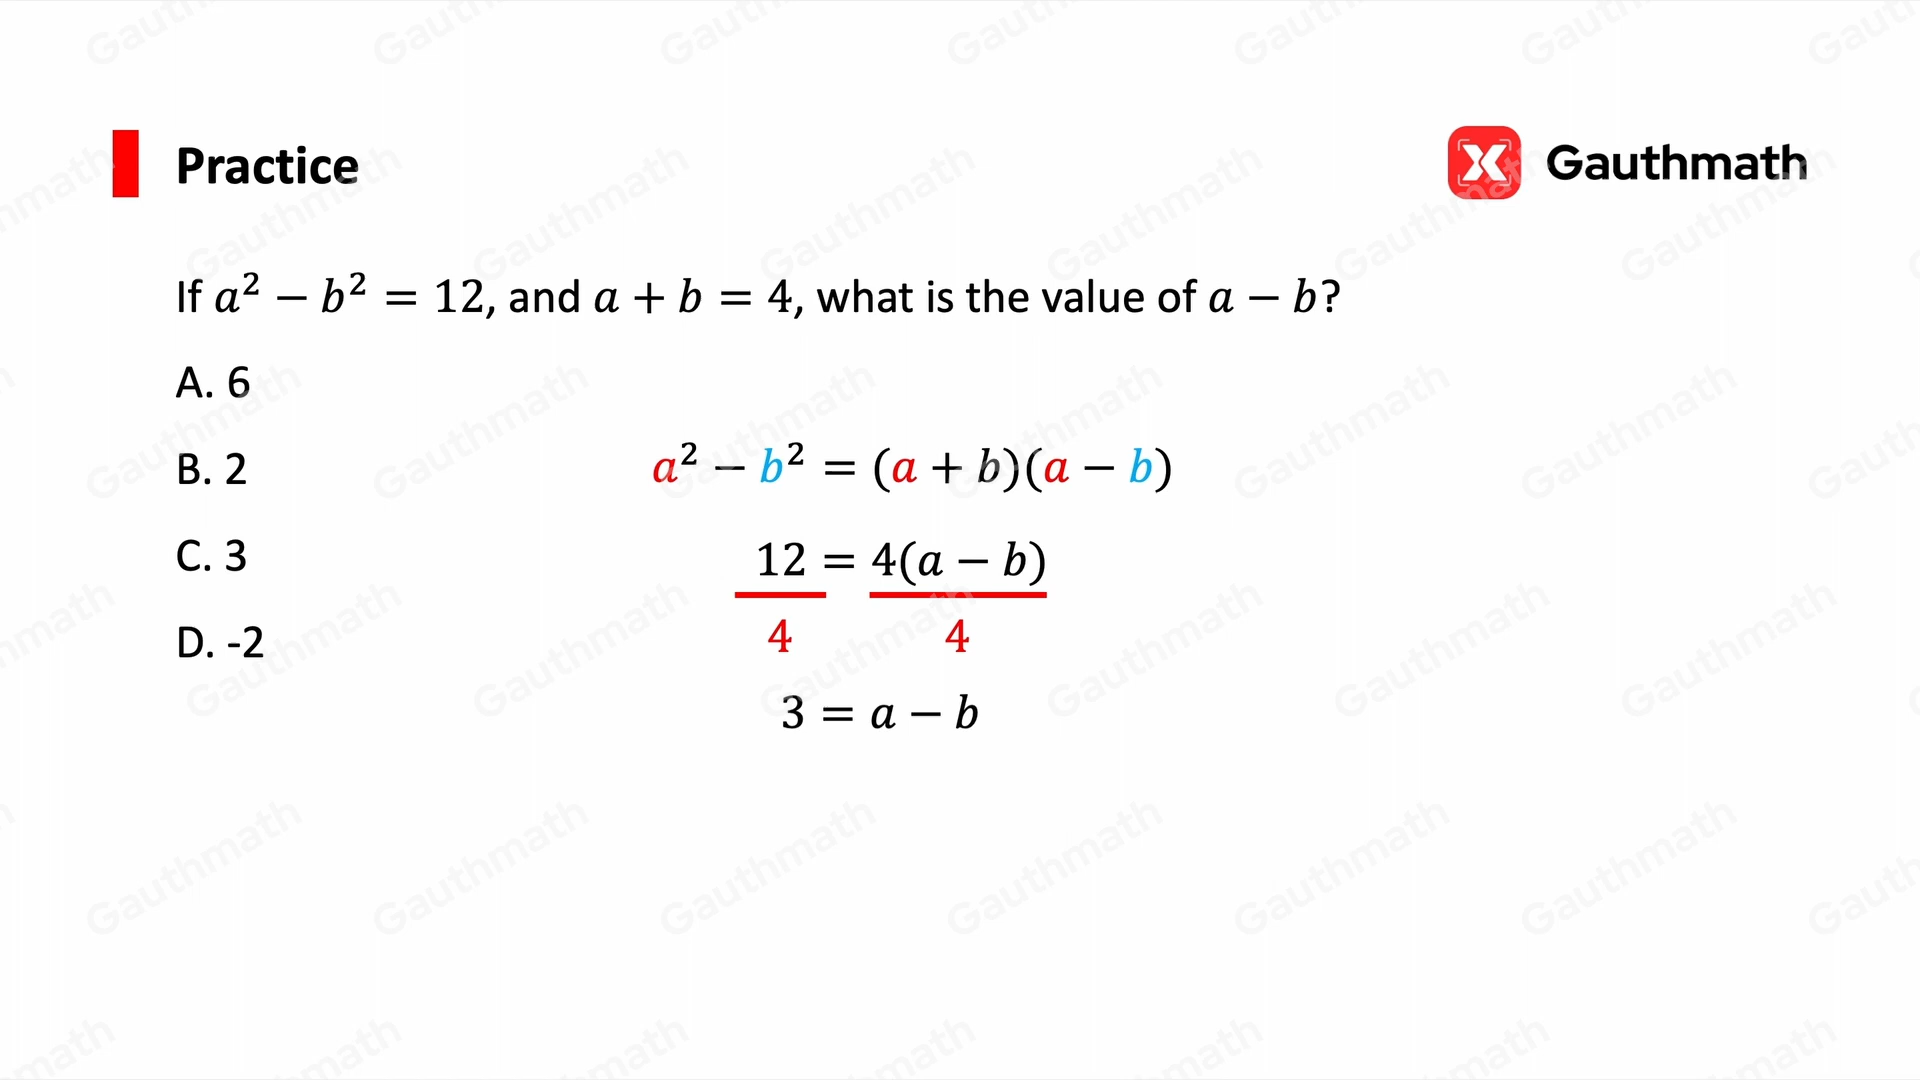 Practice
Gauthmath
If a² − b² = 12, and a + b = 4, what is the value of a − b?
A. 6
B. 2
C. 3
D. -2
a² − b² = (a + b)(a − b)
12 = 4(a − b)
4 4
3 = a − b